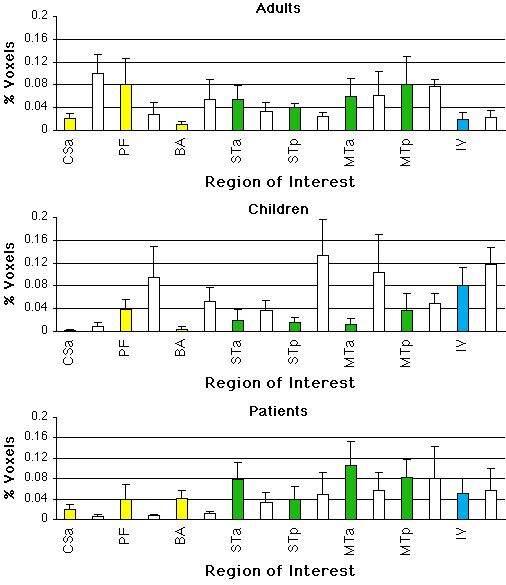 Adults
% Voxels
0.2
0.16
0.12
0.08
0.04
0
CSa PF BA STa STp MTa MTp IV
Region of Interest
Children
% Voxels
0.2
0.16
0.12
0.08
0.04
0
CSa PF BA STa STp MTa MTp IV
Region of Interest
Patients
% Voxels
0.2
0.16
0.12
0.08
0.04
0
CSa PF BA STa STp MTa MTp IV
Region of Interest